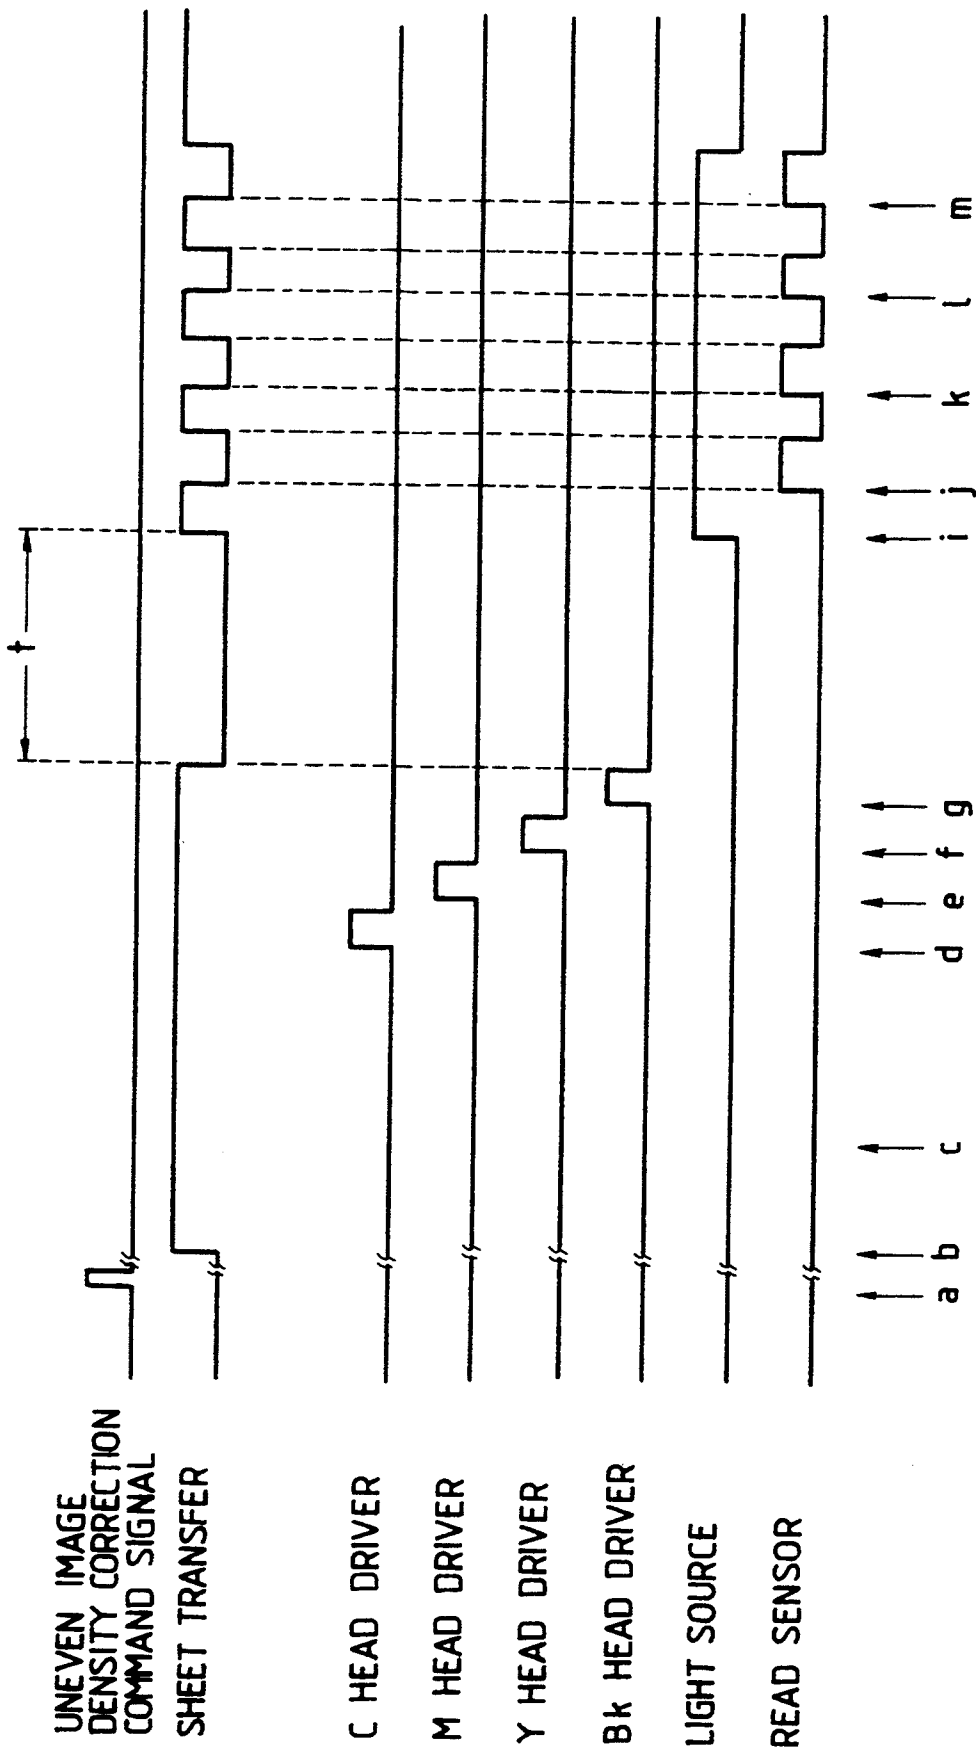 t
UNEVEN IMAGE
DENSITY CORRECTION
COMMAND SIGNAL
SHEET TRANSFER
C HEAD DRIVER
M HEAD DRIVER
Y HEAD DRIVER
Bk HEAD DRIVER
LIGHT SOURCE
READ SENSOR
a b c d e f g i j k l m